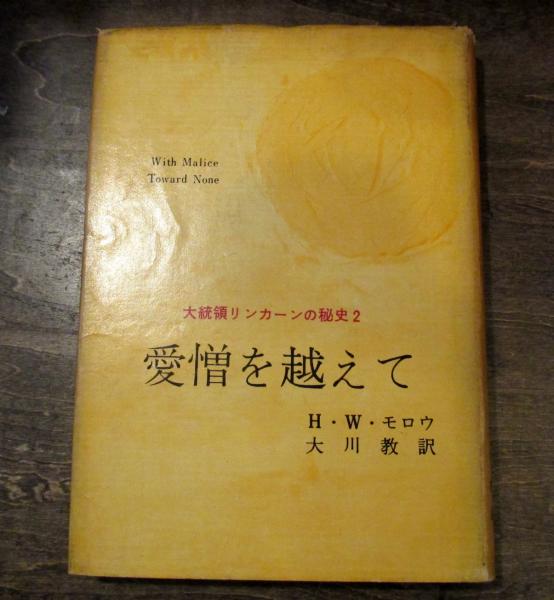 With Malice
Toward None
大統領リンカーンの秘史2
愛憎を越えて
H・W・モロウ
大川教訳